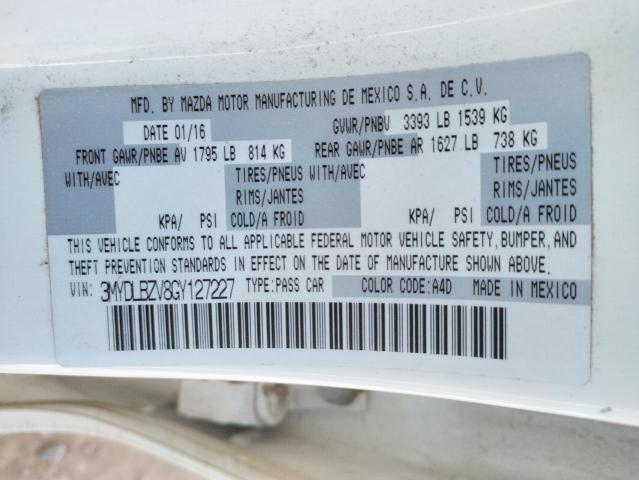 MFD. BY MAZDA MOTOR MANUFACTURING DE MEXICO S.A. DE C.V.
DATE 01/16 GVWR/PNBV 3393 LB 1539 KG
FRONT GAWR/PNBE AV 1795 LB 814 KG REAR GAWR/PNBE AR 1627 LB 738 KG
WITH/AVEC TIRES/PNEUS WITH/AVEC TIRES/PNEUS
RIMS/JANTES RIMS/JANTES
KPA/ PSI COLD/A FROID KPA/ PSI COLD/A FROID
THIS VEHICLE CONFORMS TO ALL APPLICABLE FEDERAL MOTOR VEHICLE SAFETY, BUMPER, AND
THEFT PREVENTION STANDARDS IN EFFECT ON THE DATE OF MANUFACTURE SHOWN ABOVE.
VIN: 3MYDLBZV8GY127227 TYPE:PASS CAR COLOR CODE:A4D MADE IN MEXICO